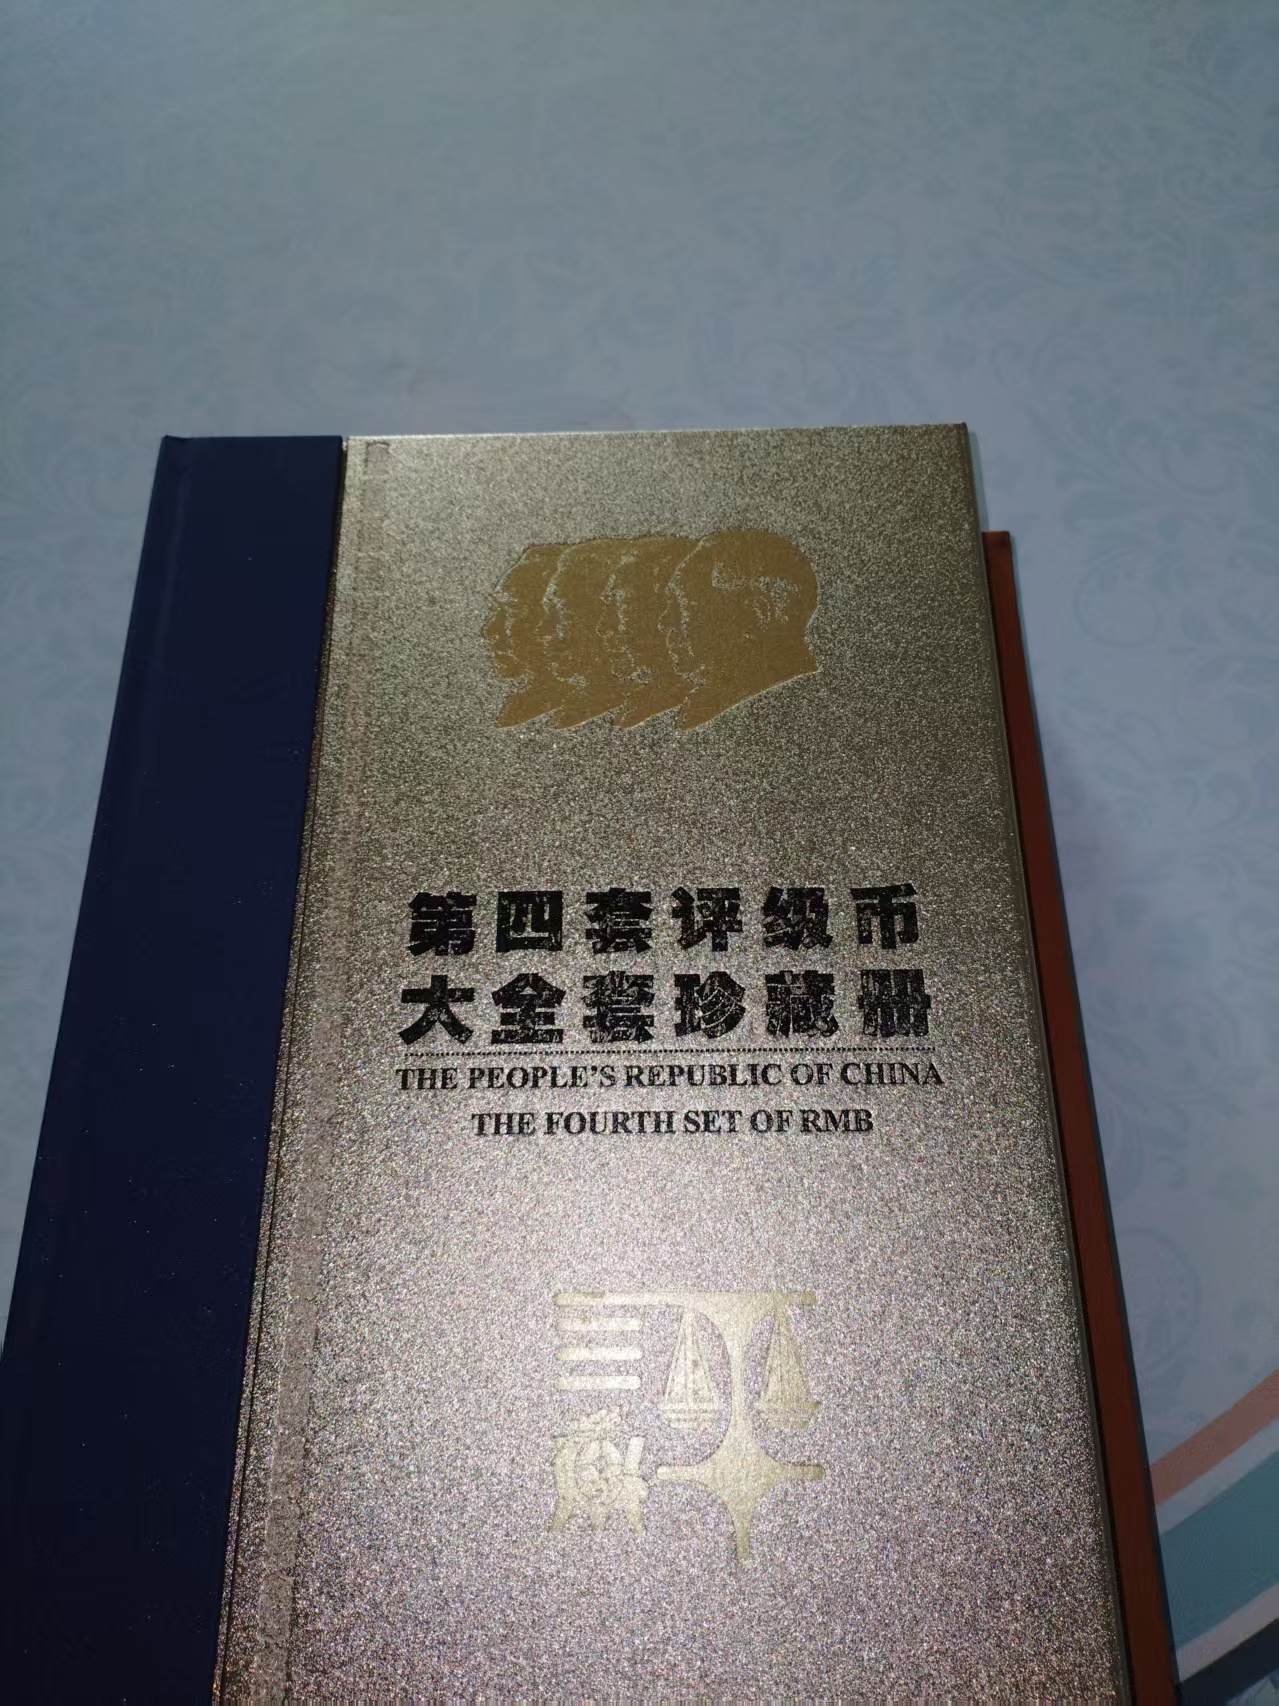 第四套评级币
大全套珍藏册
THE PEOPLE'S REPUBLIC OF CHINA
THE FOURTH SET OF RMB